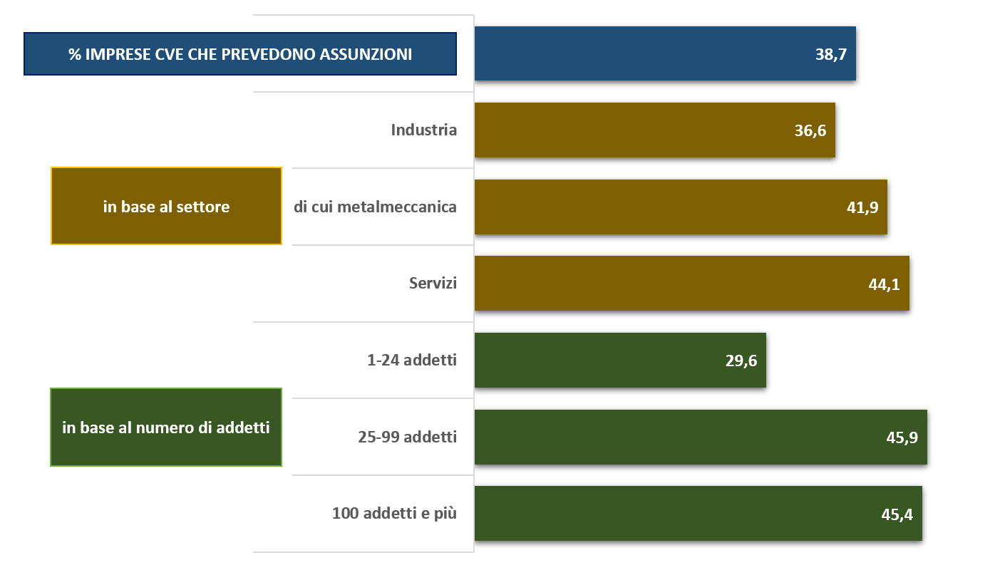 % IMPRESE CVE CHE PREVEDONO ASSUNZIONI
38,7
Industria
36,6
in base al settore
di cui metalmeccanica
41,9
Servizi
44,1
1-24 addetti
29,6
in base al numero di addetti
25-99 addetti
45,9
100 addetti e più
45,4